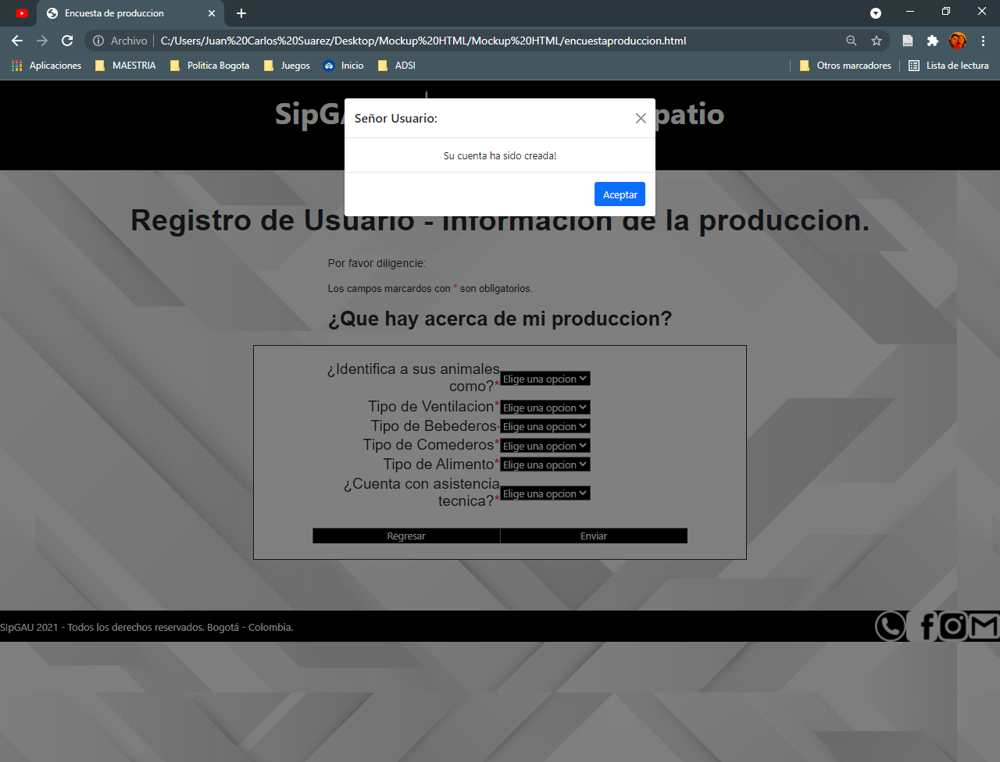 Encuesta de produccion
Archivo C:/Users/Juan%20Carlos%20Suarez/Desktop/Mockup%20HTML/Mockup%20HTML/encuestaproduccion.html
Aplicaciones MAESTRIA Politica Bogota Juegos Inicio ADSI Otros marcadores Lista de lectura
SipGA patio
Señor Usuario:
Su cuenta ha sido creada!
Aceptar
Registro de Usuario - Informacion de la produccion.
Por favor diligencie:
Los campos marcardos con * son obligatorios.
¿Que hay acerca de mi produccion?
¿Identifica a sus animales
como?* Elige una opcion
Tipo de Ventilacion* Elige una opcion
Tipo de Bebederos* Elige una opcion
Tipo de Comederos* Elige una opcion
Tipo de Alimento* Elige una opcion
¿Cuenta con asistencia
tecnica?* Elige una opcion
Regresar Enviar
SIpGAU 2021 - Todos los derechos reservados. Bogotá - Colombia.